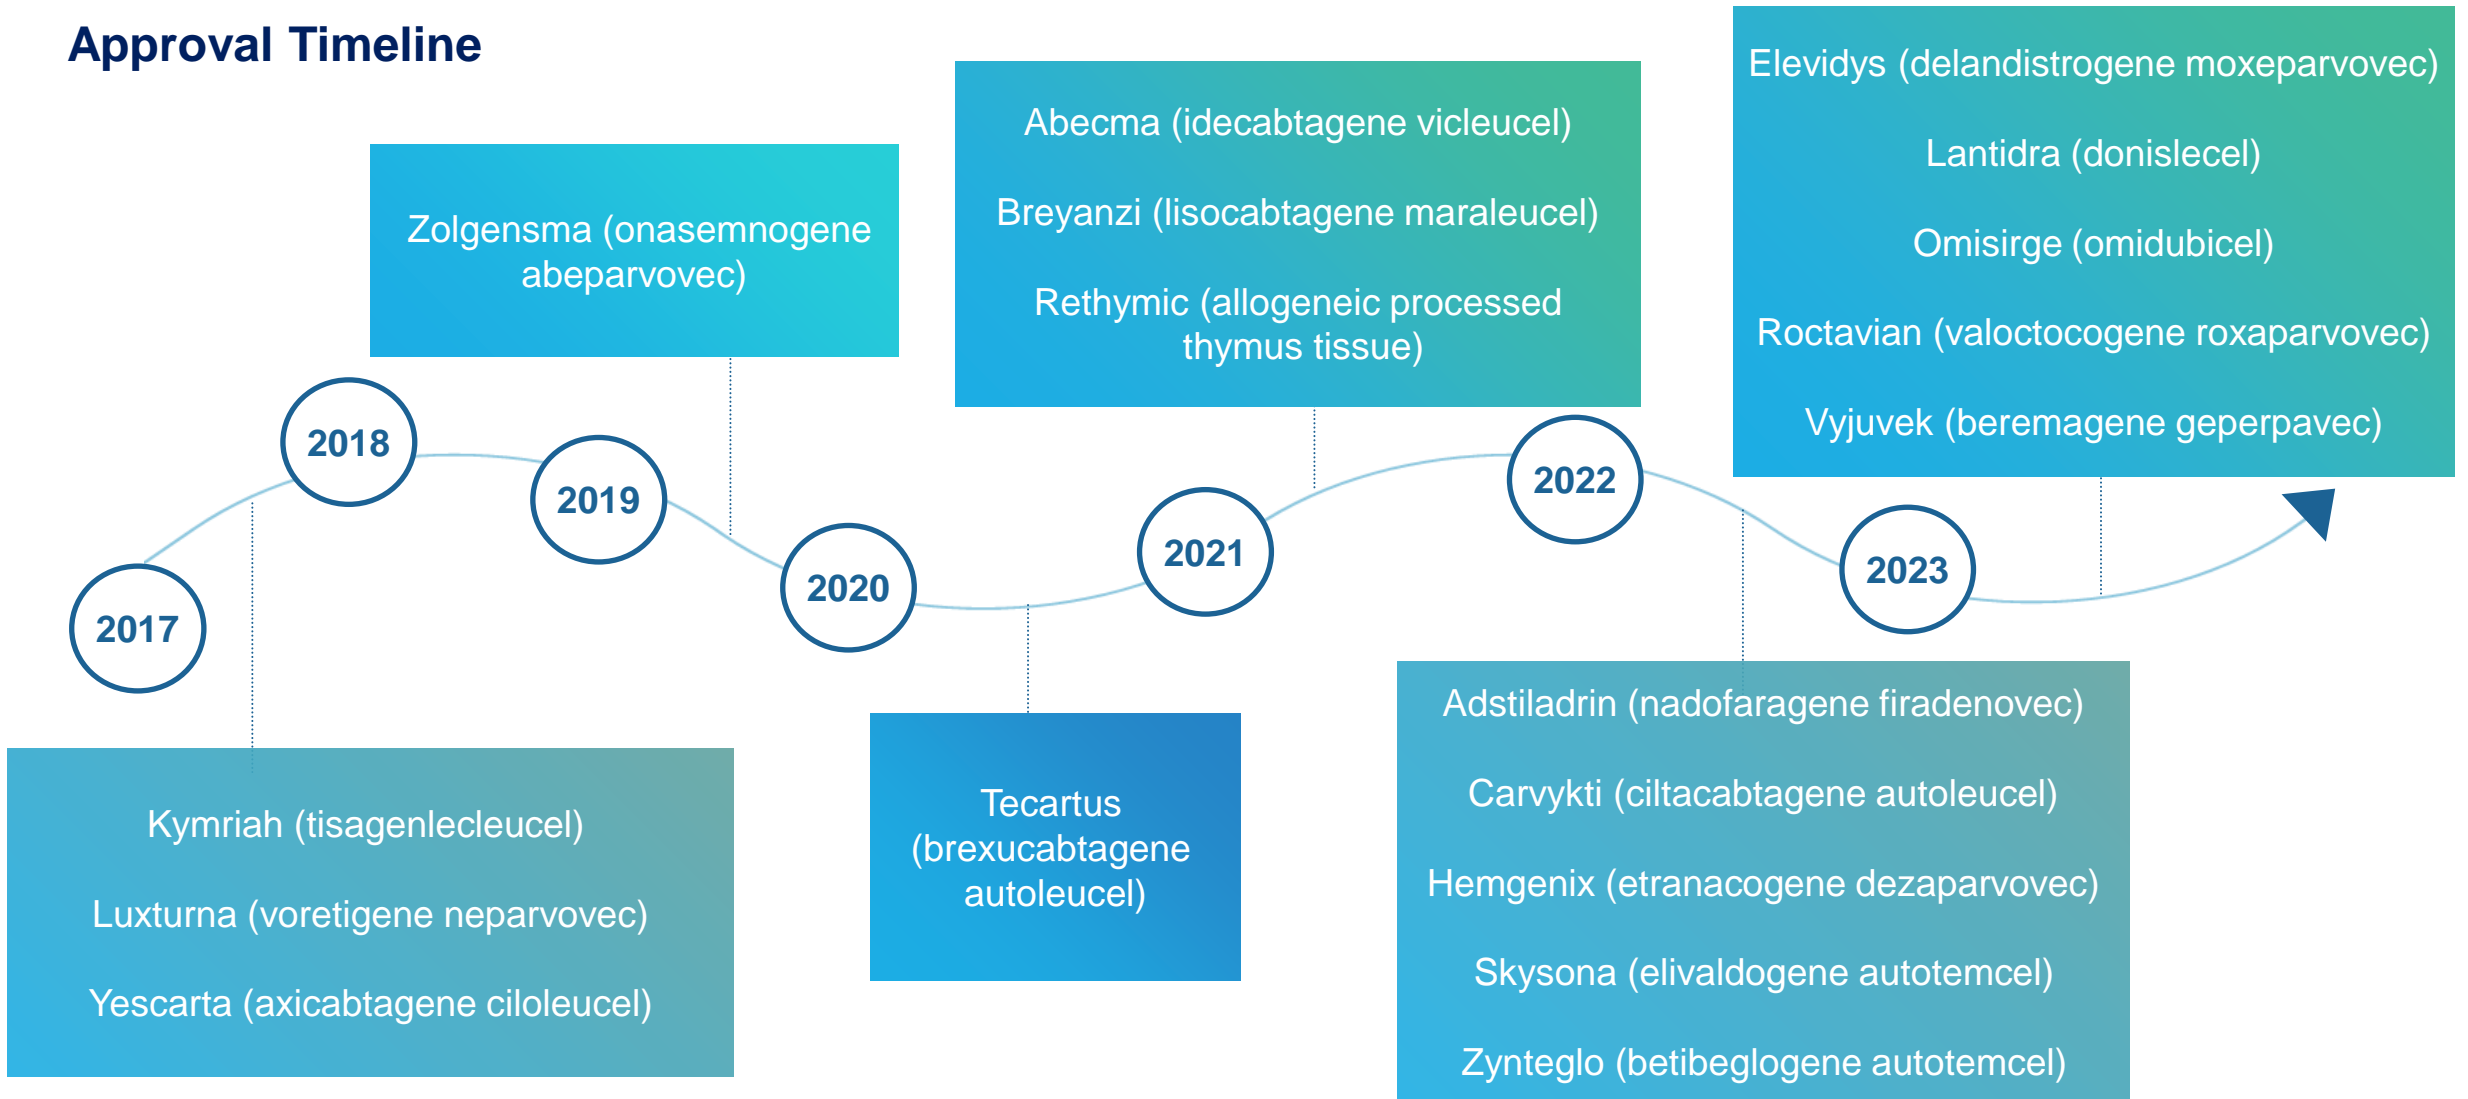 Approval Timeline
2017
Kymriah (tisagenlecleucel)
Luxturna (voretigene neparvovec)
Yescarta (axicabtagene ciloleucel)
2018
2019
Zolgensma (onasemnogene
abeparvovec)
2020
Tecartus
(brexucabtagene
autoleucel)
2021
Abecma (idecabtagene vicleucel)
Breyanzi (lisocabtagene maraleucel)
Rethymic (allogeneic processed
thymus tissue)
2022
Adstiladrin (nadofaragene firadenovec)
Carvykti (ciltacabtagene autoleucel)
Hemgenix (etranacogene dezaparvovec)
Skysona (elivaldogene autotemcel)
Zynteglo (betibeglogene autotemcel)
2023
Elevidys (delandistrogene moxeparvovec)
Lantidra (donislecel)
Omisirge (omidubicel)
Roctavian (valoctocogene roxaparvovec)
Vyjuvek (beremagene geperpavec)